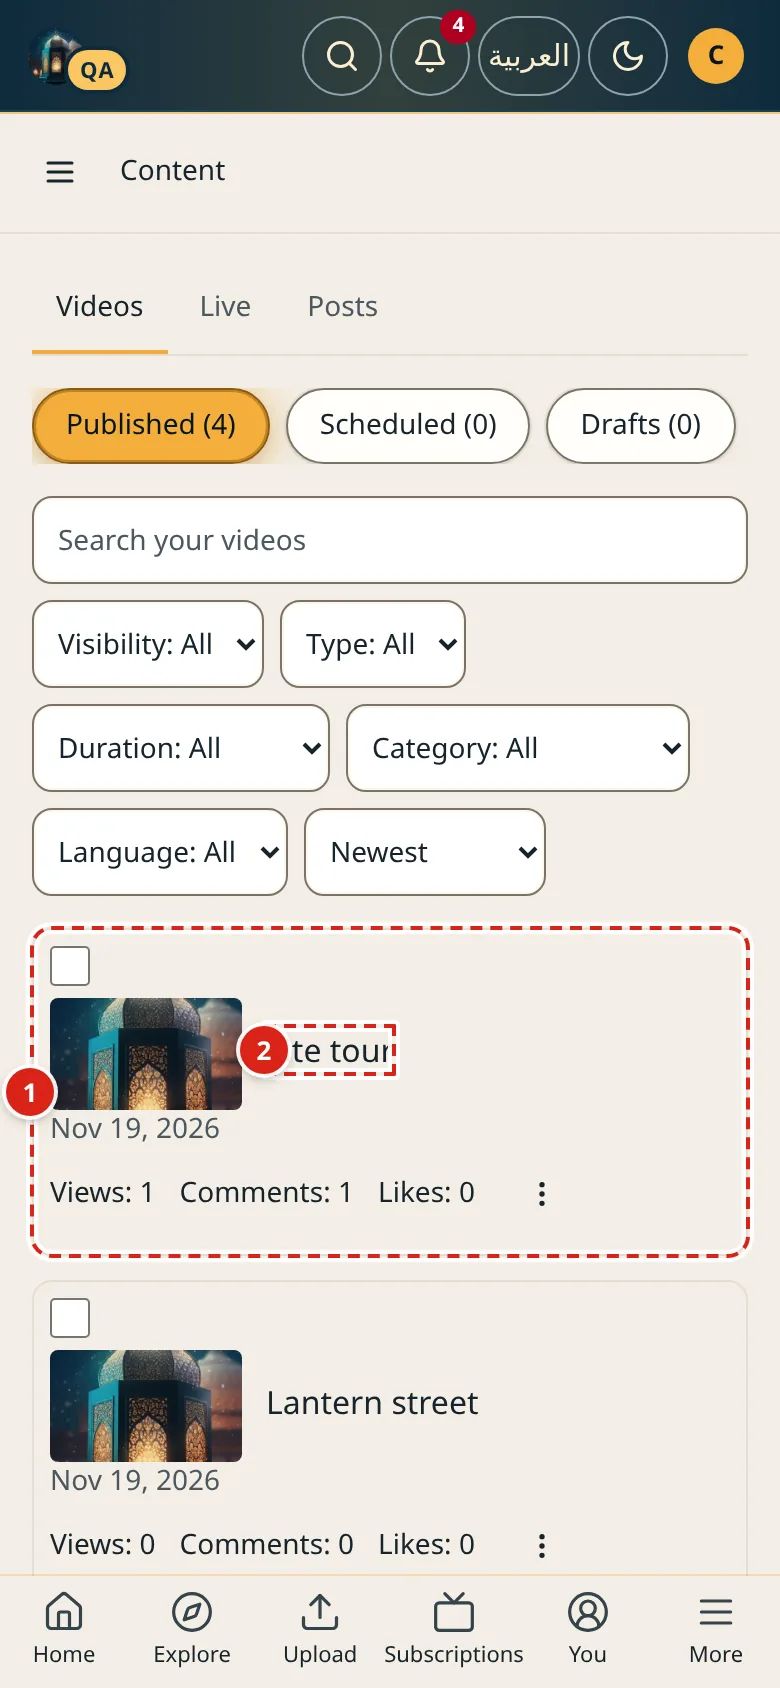 QA
4
العربية
C
Content
Videos Live Posts
Published (4) Scheduled (0) Drafts (0)
Search your videos
Visibility: All Type: All
Duration: All Category: All
Language: All Newest
2 te tour
1
Nov 19, 2026
Views: 1 Comments: 1 Likes: 0
Lantern street
Nov 19, 2026
Views: 0 Comments: 0 Likes: 0
Home Explore Upload Subscriptions You More